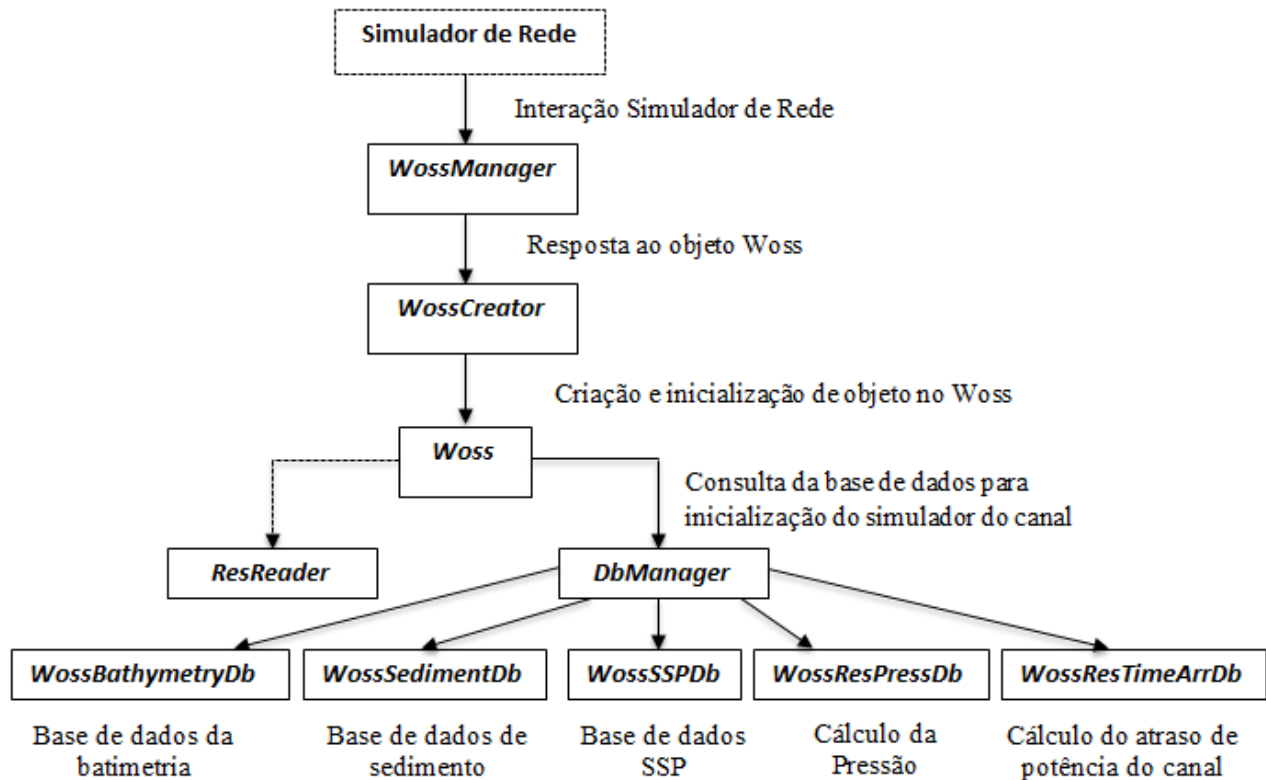 Simulador de Rede
Interação Simulador de Rede
WossManager
Resposta ao objeto Woss
WossCreator
Criação e inicialização de objeto no Woss
Woss
Consulta da base de dados para
inicialização do simulador do canal
ResReader
DbManager
WossBathymetryDb
WossSedimentDb
WossSSPDb
WossResPressDb
WossResTimeArrDb
Base de dados da
batimetria
Base de dados de
sedimento
Base de dados
SSP
Cálculo da
Pressão
Cálculo do atraso de
potência do canal